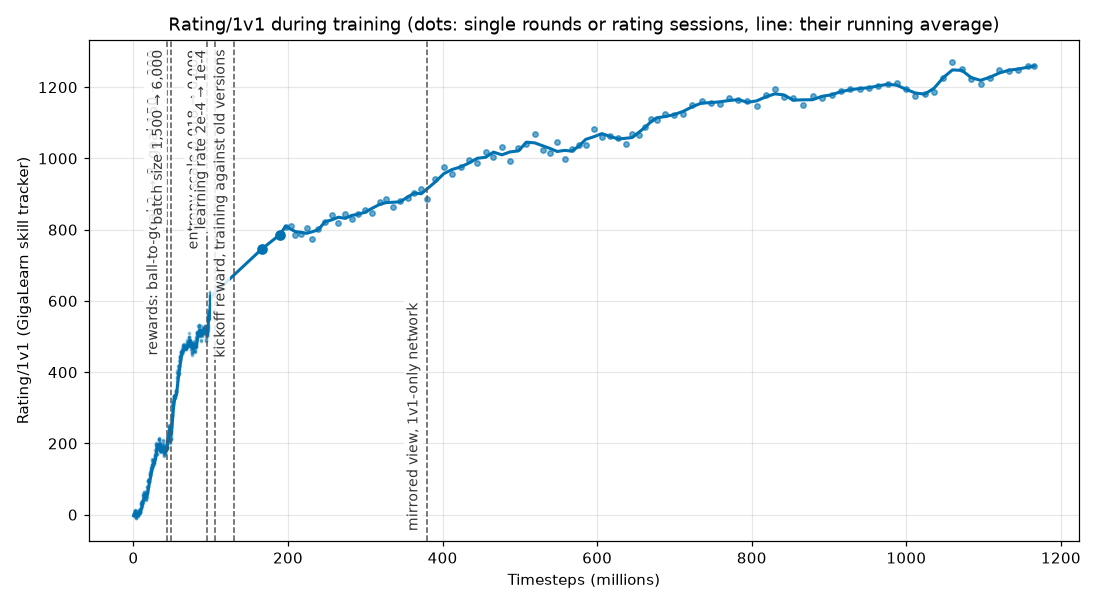 Rating/1v1 during training (dots: single rounds or rating sessions, line: their running average)
Rating/1v1 (GigaLearn skill tracker)
1200
1000
800
600
400
200
0
rewards: ball-to-
batch size 1,500 → 6,000
learning rate 2e-4 → 1e-4
kickoff reward, training against old versions
mirrored view, 1v1-only network
0
200
400
600
800
1000
1200
Timesteps (millions)